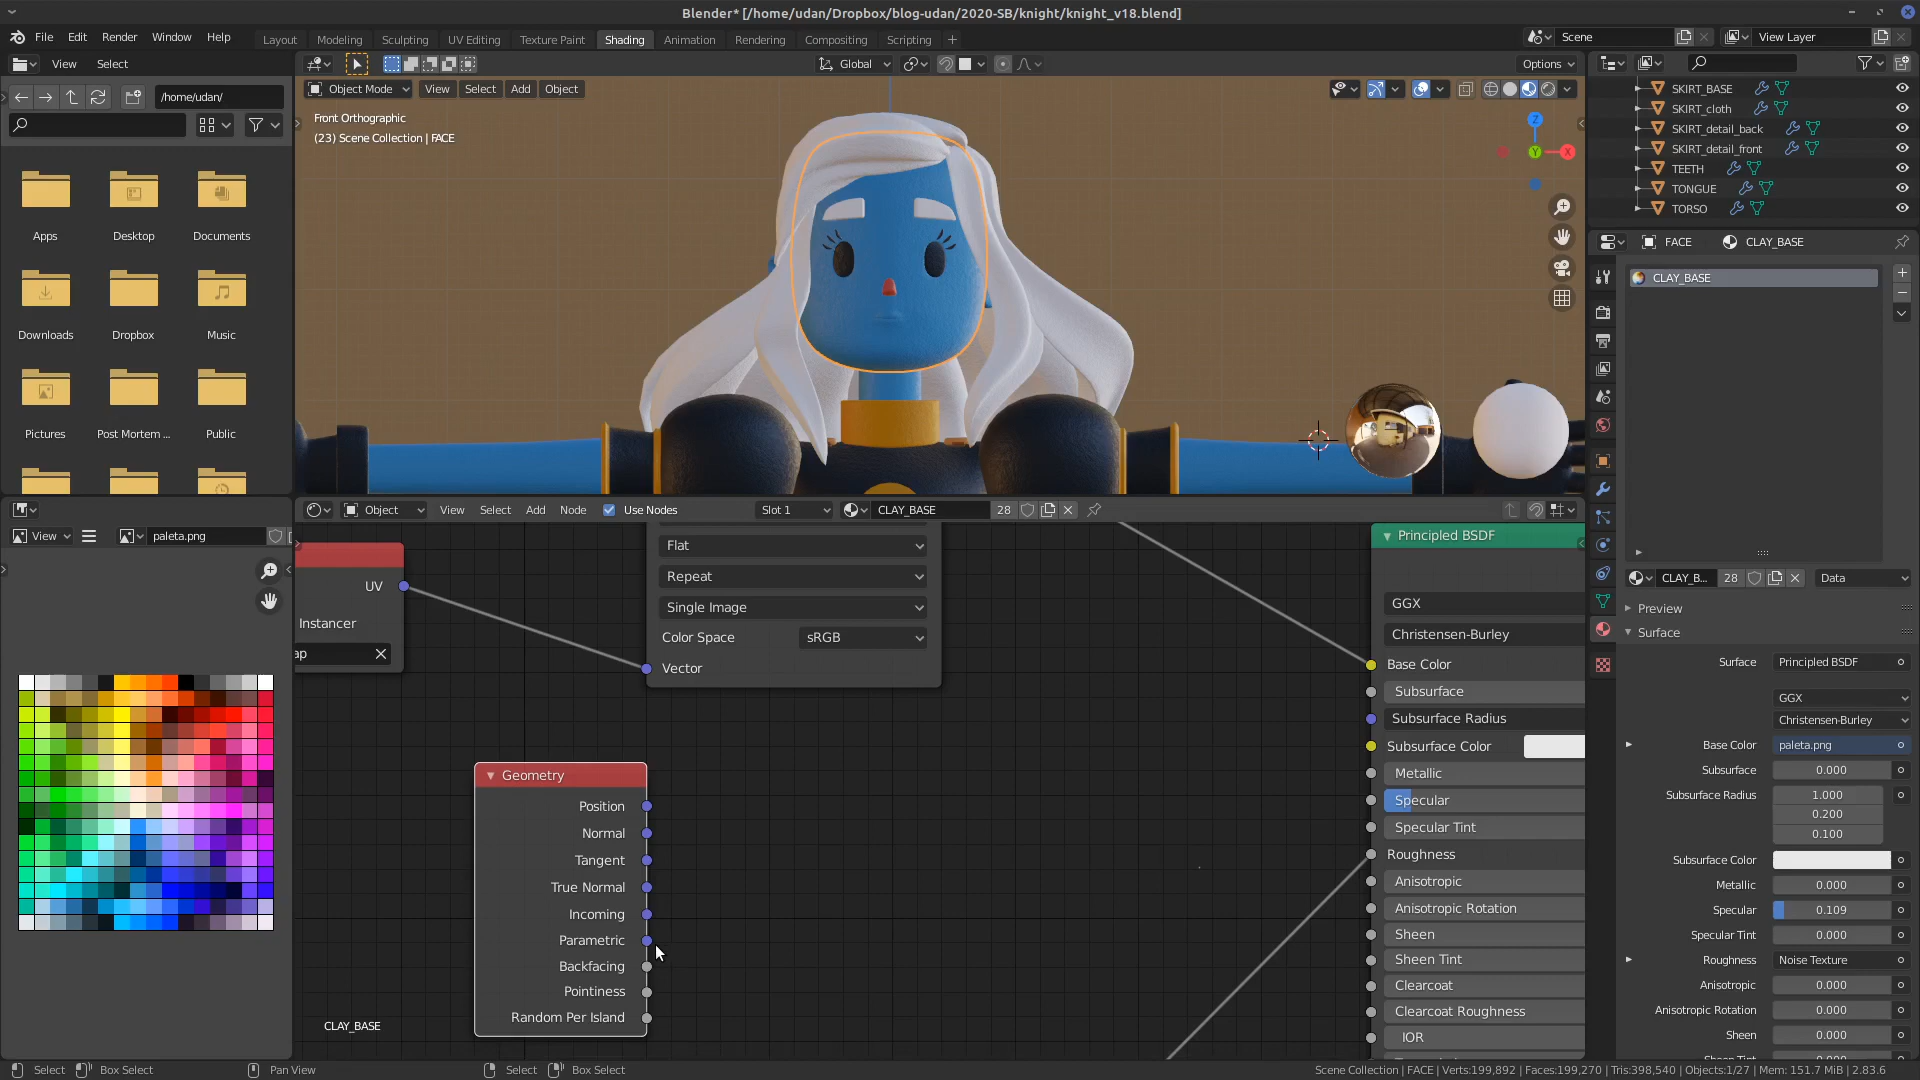 Blender* [/home/udan/Dropbox/blog-udan/2020-SB/knight/knight_v18.blend]
File Edit Render Window Help
Layout Modeling Sculpting UV Editing Texture Paint Shading Animation Rendering Compositing Scripting +
Scene
View Layer
View Select
Global
Options
/home/udan/
Object Mode View Select Add Object
Front Orthographic
(23) Scene Collection | FACE
Z
Y
X
Apps Desktop Documents
Downloads Dropbox Music
Pictures Post Mortem ... Public
SKIRT_BASE
SKIRT_cloth
SKIRT_detail_back
SKIRT_detail_front
TEETH
TONGUE
TORSO
FACE CLAY_BASE
CLAY_BASE
CLAY_B... 28 Data
Preview
Surface
Surface Principled BSDF
GGX
Christensen-Burley
Base Color paleta.png
Subsurface 0.000
Subsurface Radius 1.000
0.200
0.100
Subsurface Color
Metallic 0.000
Specular 0.109
Specular Tint 0.000
Roughness Noise Texture
Anisotropic 0.000
Anisotropic Rotation 0.000
Sheen 0.000
Sheen Tint 0.000
View paleta.png
Object View Select Add Node Use Nodes Slot 1 CLAY_BASE 28
UV
Instancer
ap
Flat
Repeat
Single Image
Color Space sRGB
Vector
Geometry
Position
Normal
Tangent
True Normal
Incoming
Parametric
Backfacing
Pointiness
Random Per Island
CLAY_BASE
Principled BSDF
GGX
Christensen-Burley
Base Color
Subsurface
Subsurface Radius
Subsurface Color
Metallic
Specular
Specular Tint
Roughness
Anisotropic
Anisotropic Rotation
Sheen
Sheen Tint
Clearcoat
Clearcoat Roughness
IOR
Select Box Select Pan View Select Box Select
Scene Collection | FACE | Verts:199,892 | Faces:199,270 | Tris:398,540 | Objects:1/27 | Mem: 151.7 MiB | 2.83.6